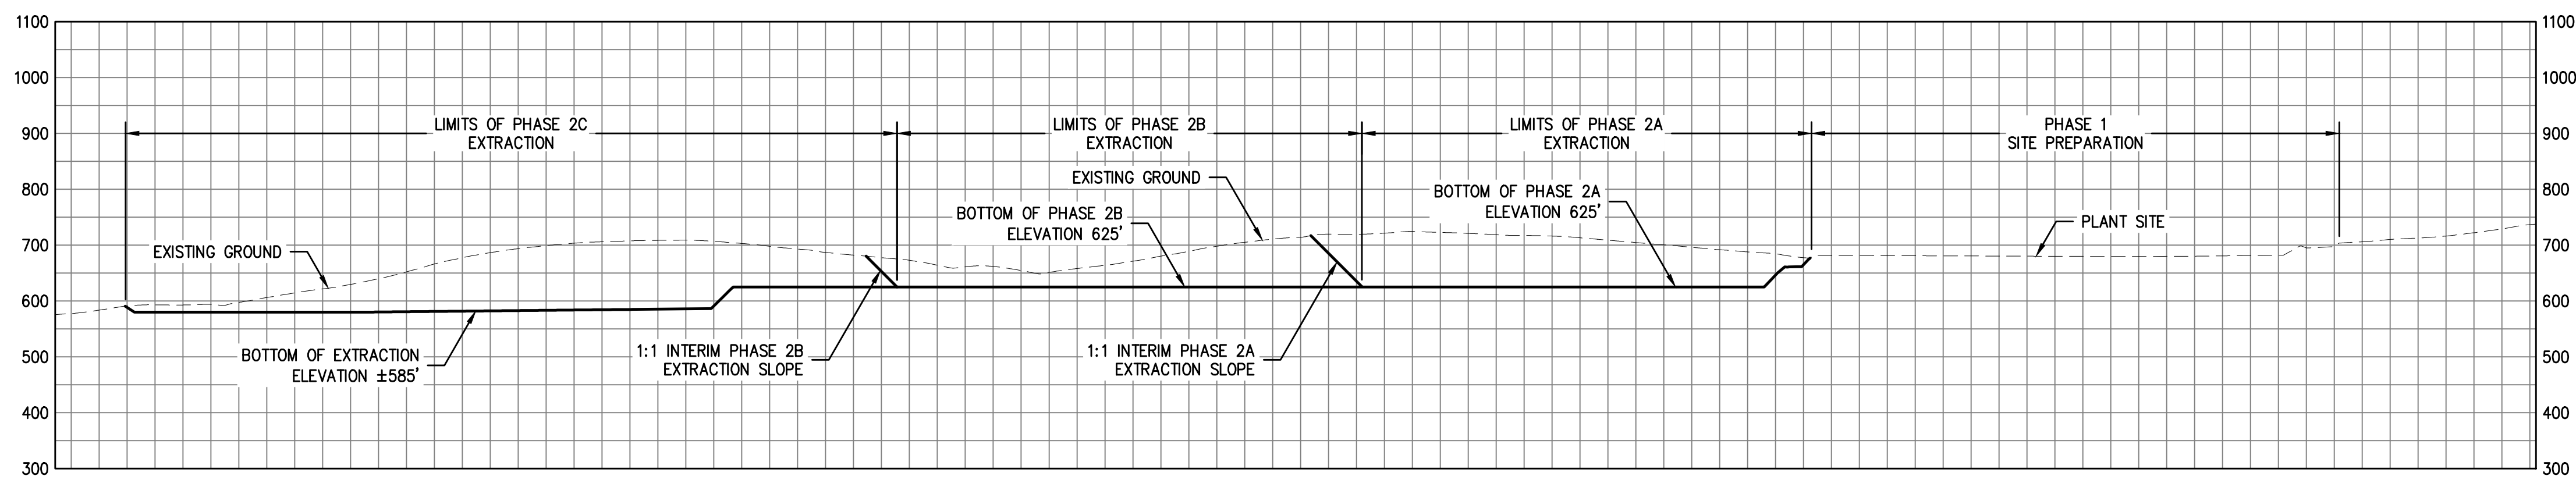 1100
1000
900
800
700
600
500
400
300
LIMITS OF PHASE 2C
EXTRACTION
LIMITS OF PHASE 2B
EXTRACTION
LIMITS OF PHASE 2A
EXTRACTION
PHASE 1
SITE PREPARATION
EXISTING GROUND
BOTTOM OF PHASE 2A
ELEVATION 625'
BOTTOM OF PHASE 2B
ELEVATION 625'
PLANT SITE
EXISTING GROUND
BOTTOM OF EXTRACTION
ELEVATION ±585'
1:1 INTERIM PHASE 2B
EXTRACTION SLOPE
1:1 INTERIM PHASE 2A
EXTRACTION SLOPE
1100
1000
900
800
700
600
500
400
300